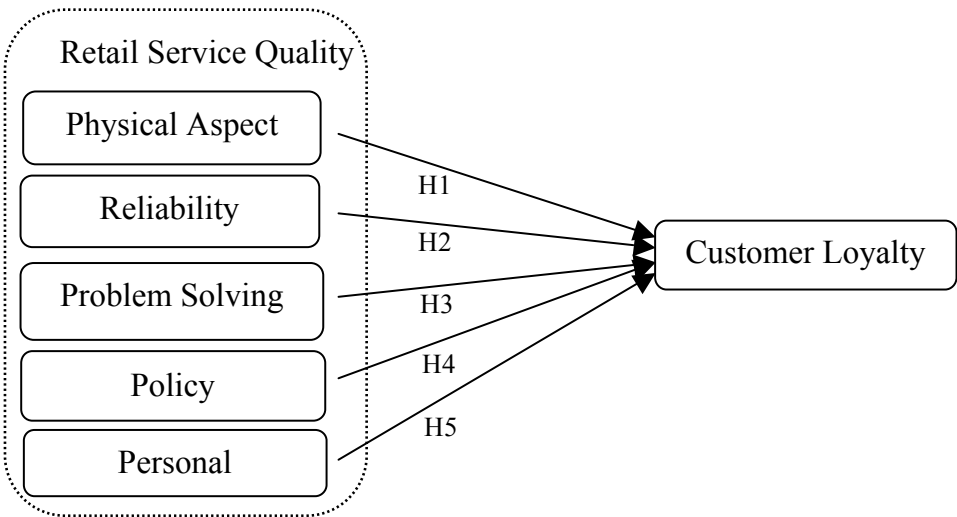 Retail Service Quality
Physical Aspect
H1
Reliability
H2
Customer Loyalty
Problem Solving
H3
Policy
H4
H5
Personal